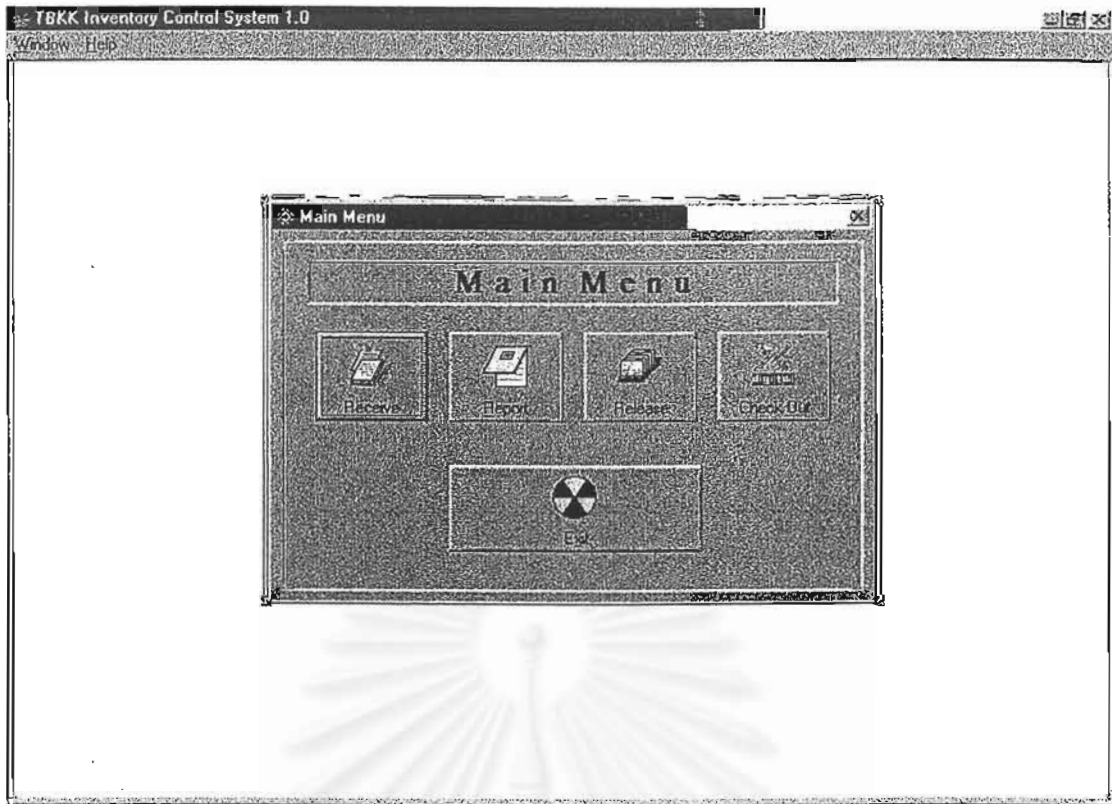 TBKK Inventory Control System 1.0
Window Help
Main Menu
Main Menu
Receive Report Release Check Out
Exit